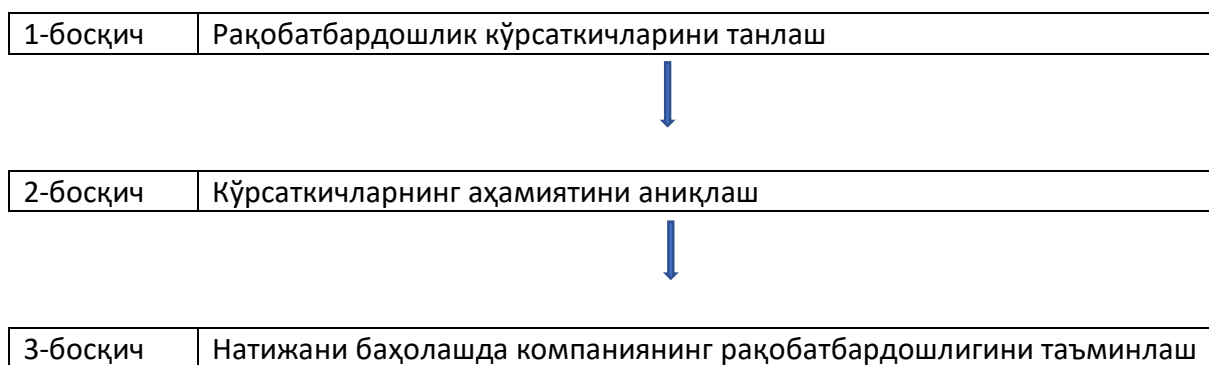 1-босқич Рақобатбардошлик кўрсаткичларини танлаш
2-босқич Кўрсаткичларнинг аҳамиятини аниқлаш
3-босқич Натижани баҳолашда компаниянинг рақобатбардошлигини таъминлаш